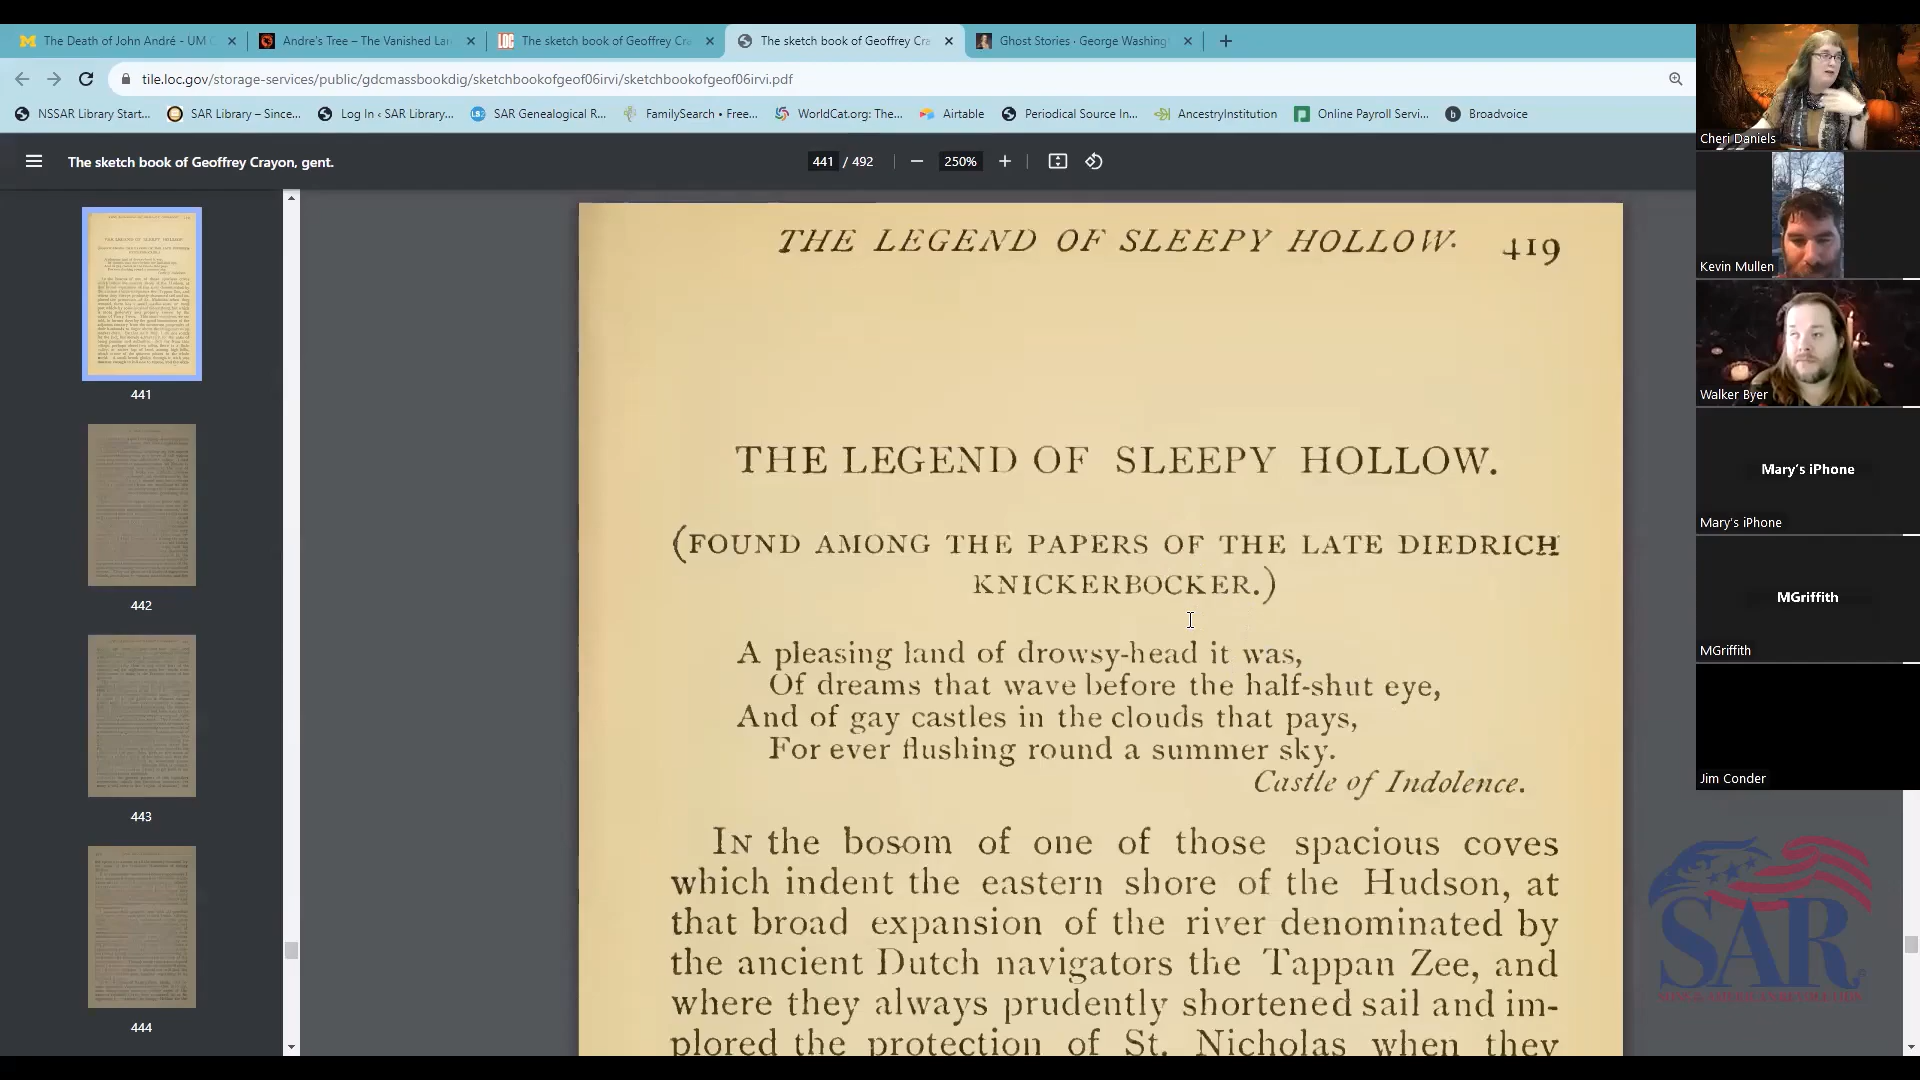 The Death of John André - UM C
Andre's Tree – The Vanished La
The sketch book of Geoffrey Cra
The sketch book of Geoffrey Cra
Ghost Stories · George Washing
tile.loc.gov/storage-services/public/gdcmassbookdig/sketchbookofgeof06irvi/sketchbookofgeof06irvi.pdf
NSSAR Library Start...
SAR Library – Since...
Log In ‹ SAR Library...
SAR Genealogical R...
FamilySearch • Free...
WorldCat.org: The...
Airtable
Periodical Source In...
AncestryInstitution
Online Payroll Servi...
Broadvoice
The sketch book of Geoffrey Crayon, gent.
441 / 492
250%
441
442
443
444
THE LEGEND OF SLEEPY HOLLOW. 419
THE LEGEND OF SLEEPY HOLLOW.
(FOUND AMONG THE PAPERS OF THE LATE DIEDRICH
KNICKERBOCKER.)
A pleasing land of drowsy-head it was,
Of dreams that wave before the half-shut eye,
And of gay castles in the clouds that pays,
For ever flushing round a summer sky.
Castle of Indolence.
IN the bosom of one of those spacious coves
which indent the eastern shore of the Hudson, at
that broad expansion of the river denominated by
the ancient Dutch navigators the Tappan Zee, and
where they always prudently shortened sail and im-
plored the protection of St. Nicholas when they
Cheri Daniels
Kevin Mullen
Walker Byer
Mary's iPhone
Mary's iPhone
MGriffith
MGriffith
Jim Conder
SAR